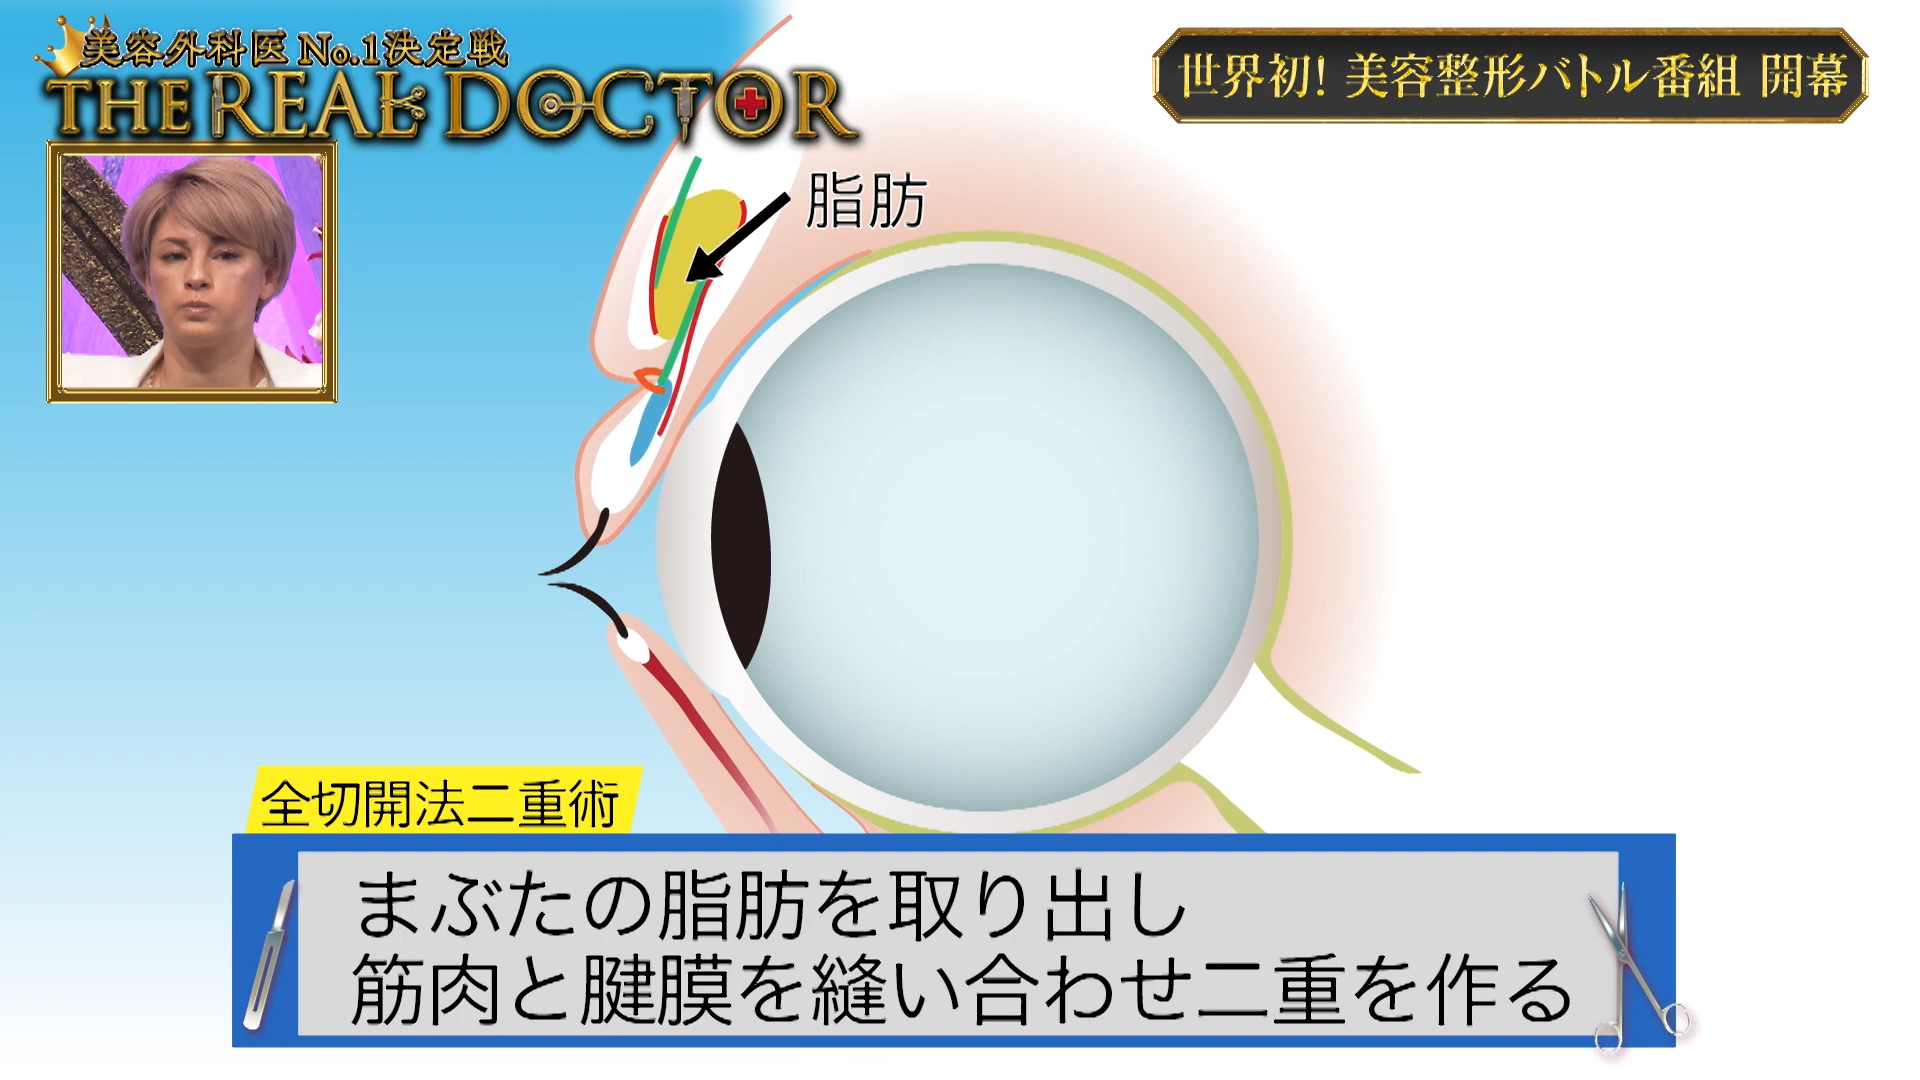 美容外科医No.1決定戦
THE REAL DOCTOR
世界初！美容整形バトル番組 開幕
脂肪
全切開法二重術
まぶたの脂肪を取り出し
筋肉と腱膜を縫い合わせ二重を作る